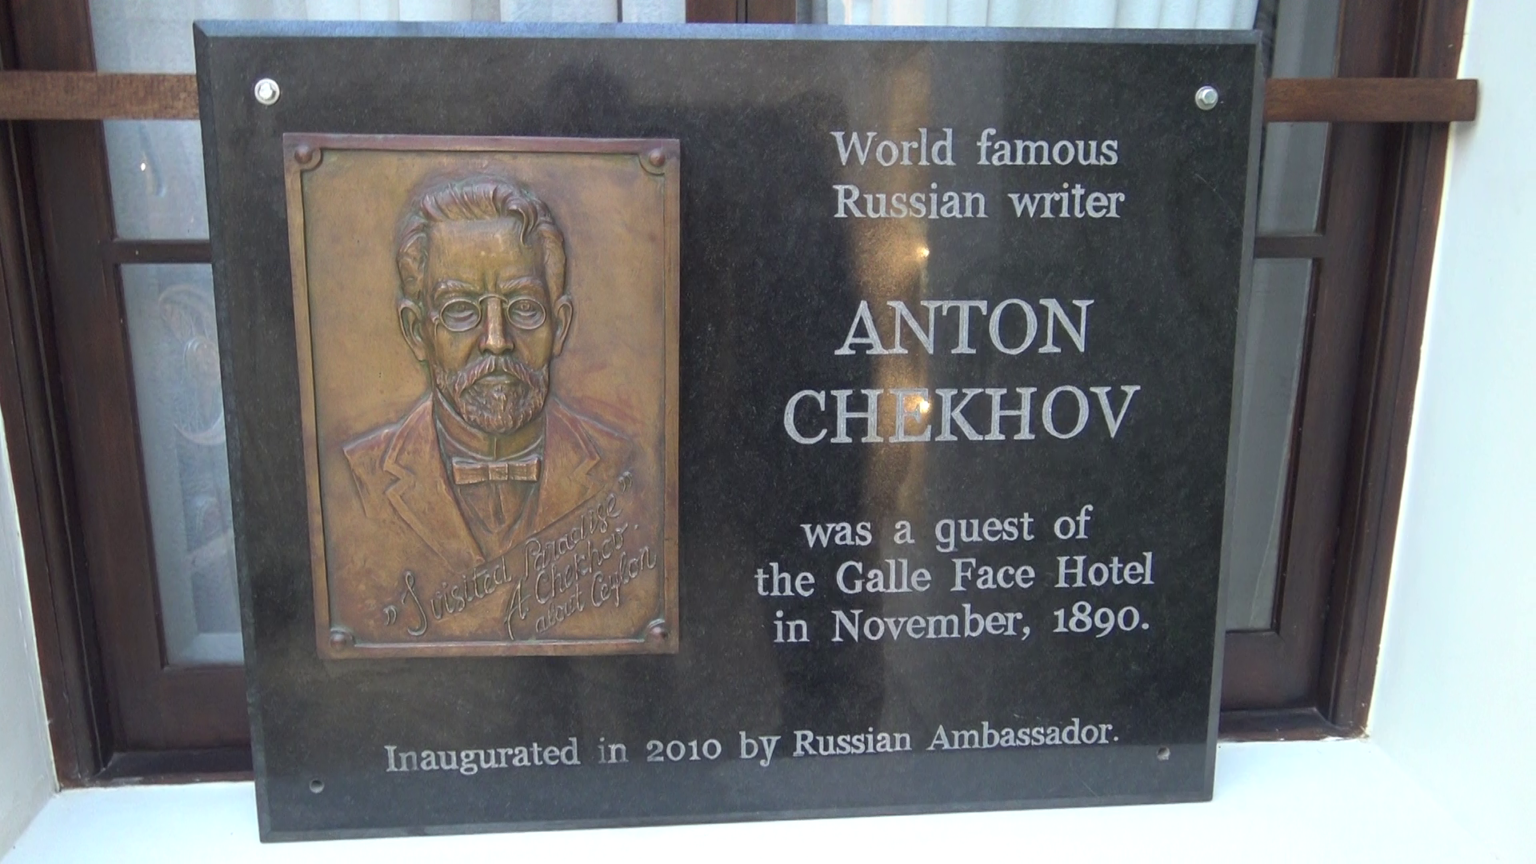 „I visited Paradise”
A. Chekhov.
about Ceylon
World famous
Russian writer
ANTON
CHEKHOV
was a guest of
the Galle Face Hotel
in November, 1890.
Inaugurated in 2010 by Russian Ambassador.